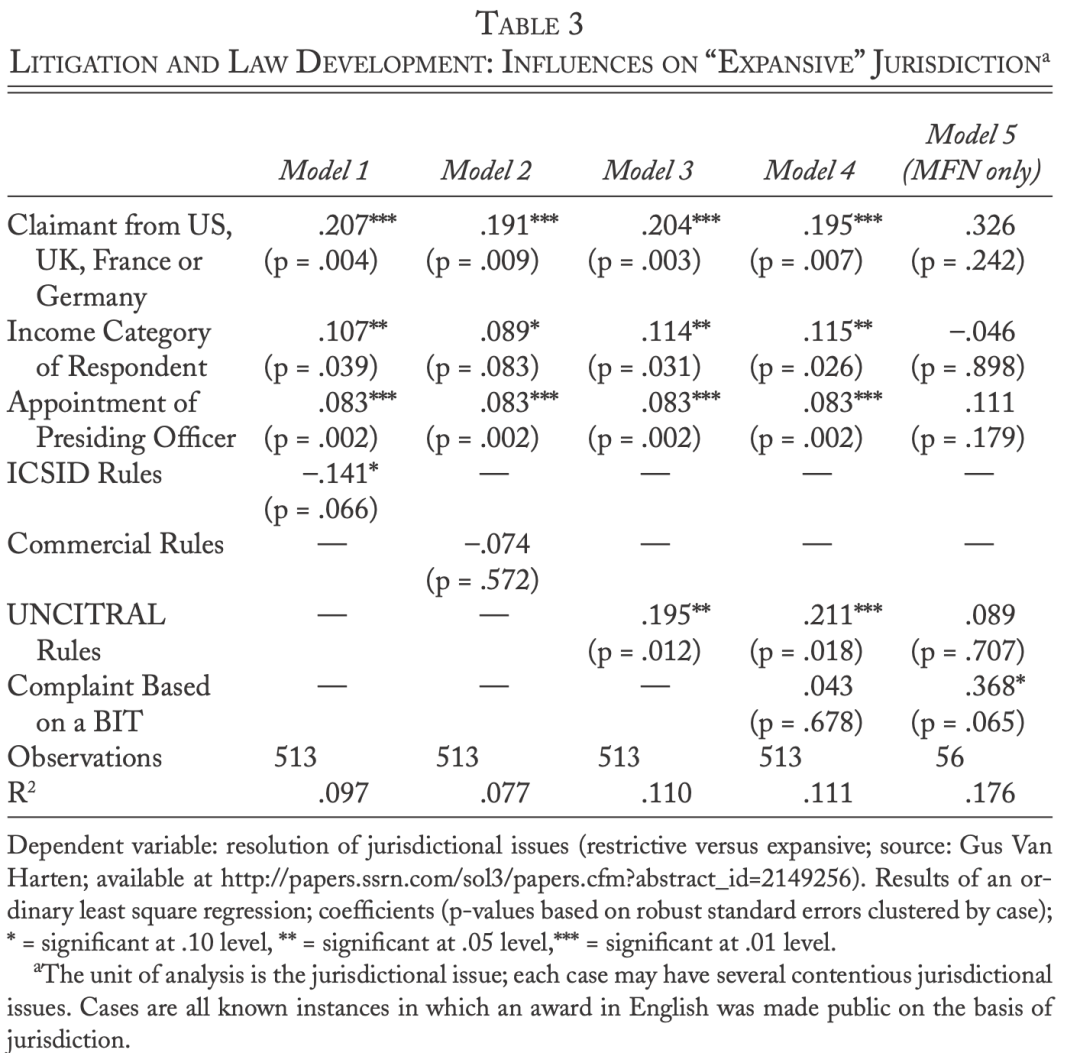 TABLE 3
LITIGATION AND LAW DEVELOPMENT: INFLUENCES ON “EXPANSIVE” JURISDICTIONa
Model 5
Model 1 Model 2 Model 3 Model 4 (MFN only)
Claimant from US, .207*** .191*** .204*** .195*** .326
UK, France or (p = .004) (p = .009) (p = .003) (p = .007) (p = .242)
Germany
Income Category .107** .089* .114** .115** –.046
of Respondent (p = .039) (p = .083) (p = .031) (p = .026) (p = .898)
Appointment of .083*** .083*** .083*** .083*** .111
Presiding Officer (p = .002) (p = .002) (p = .002) (p = .002) (p = .179)
ICSID Rules –.141* — — — —
(p = .066)
Commercial Rules — –.074 — — —
(p = .572)
UNCITRAL — — .195** .211*** .089
Rules (p = .012) (p = .018) (p = .707)
Complaint Based — — — .043 .368*
on a BIT (p = .678) (p = .065)
Observations 513 513 513 513 56
R2 .097 .077 .110 .111 .176
Dependent variable: resolution of jurisdictional issues (restrictive versus expansive; source: Gus Van
Harten; available at http://papers.ssrn.com/sol3/papers.cfm?abstract_id=2149256). Results of an or-
dinary least square regression; coefficients (p-values based on robust standard errors clustered by case);
* = significant at .10 level, ** = significant at .05 level,*** = significant at .01 level.
aThe unit of analysis is the jurisdictional issue; each case may have several contentious jurisdictional
issues. Cases are all known instances in which an award in English was made public on the basis of
jurisdiction.